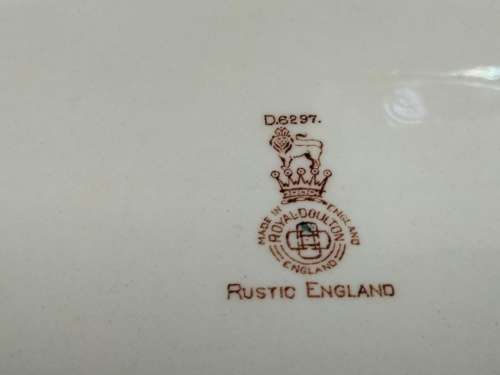 D.6297.
MADE IN ENGLAND
ROYAL DOULTON
ENGLAND
RUSTIC ENGLAND